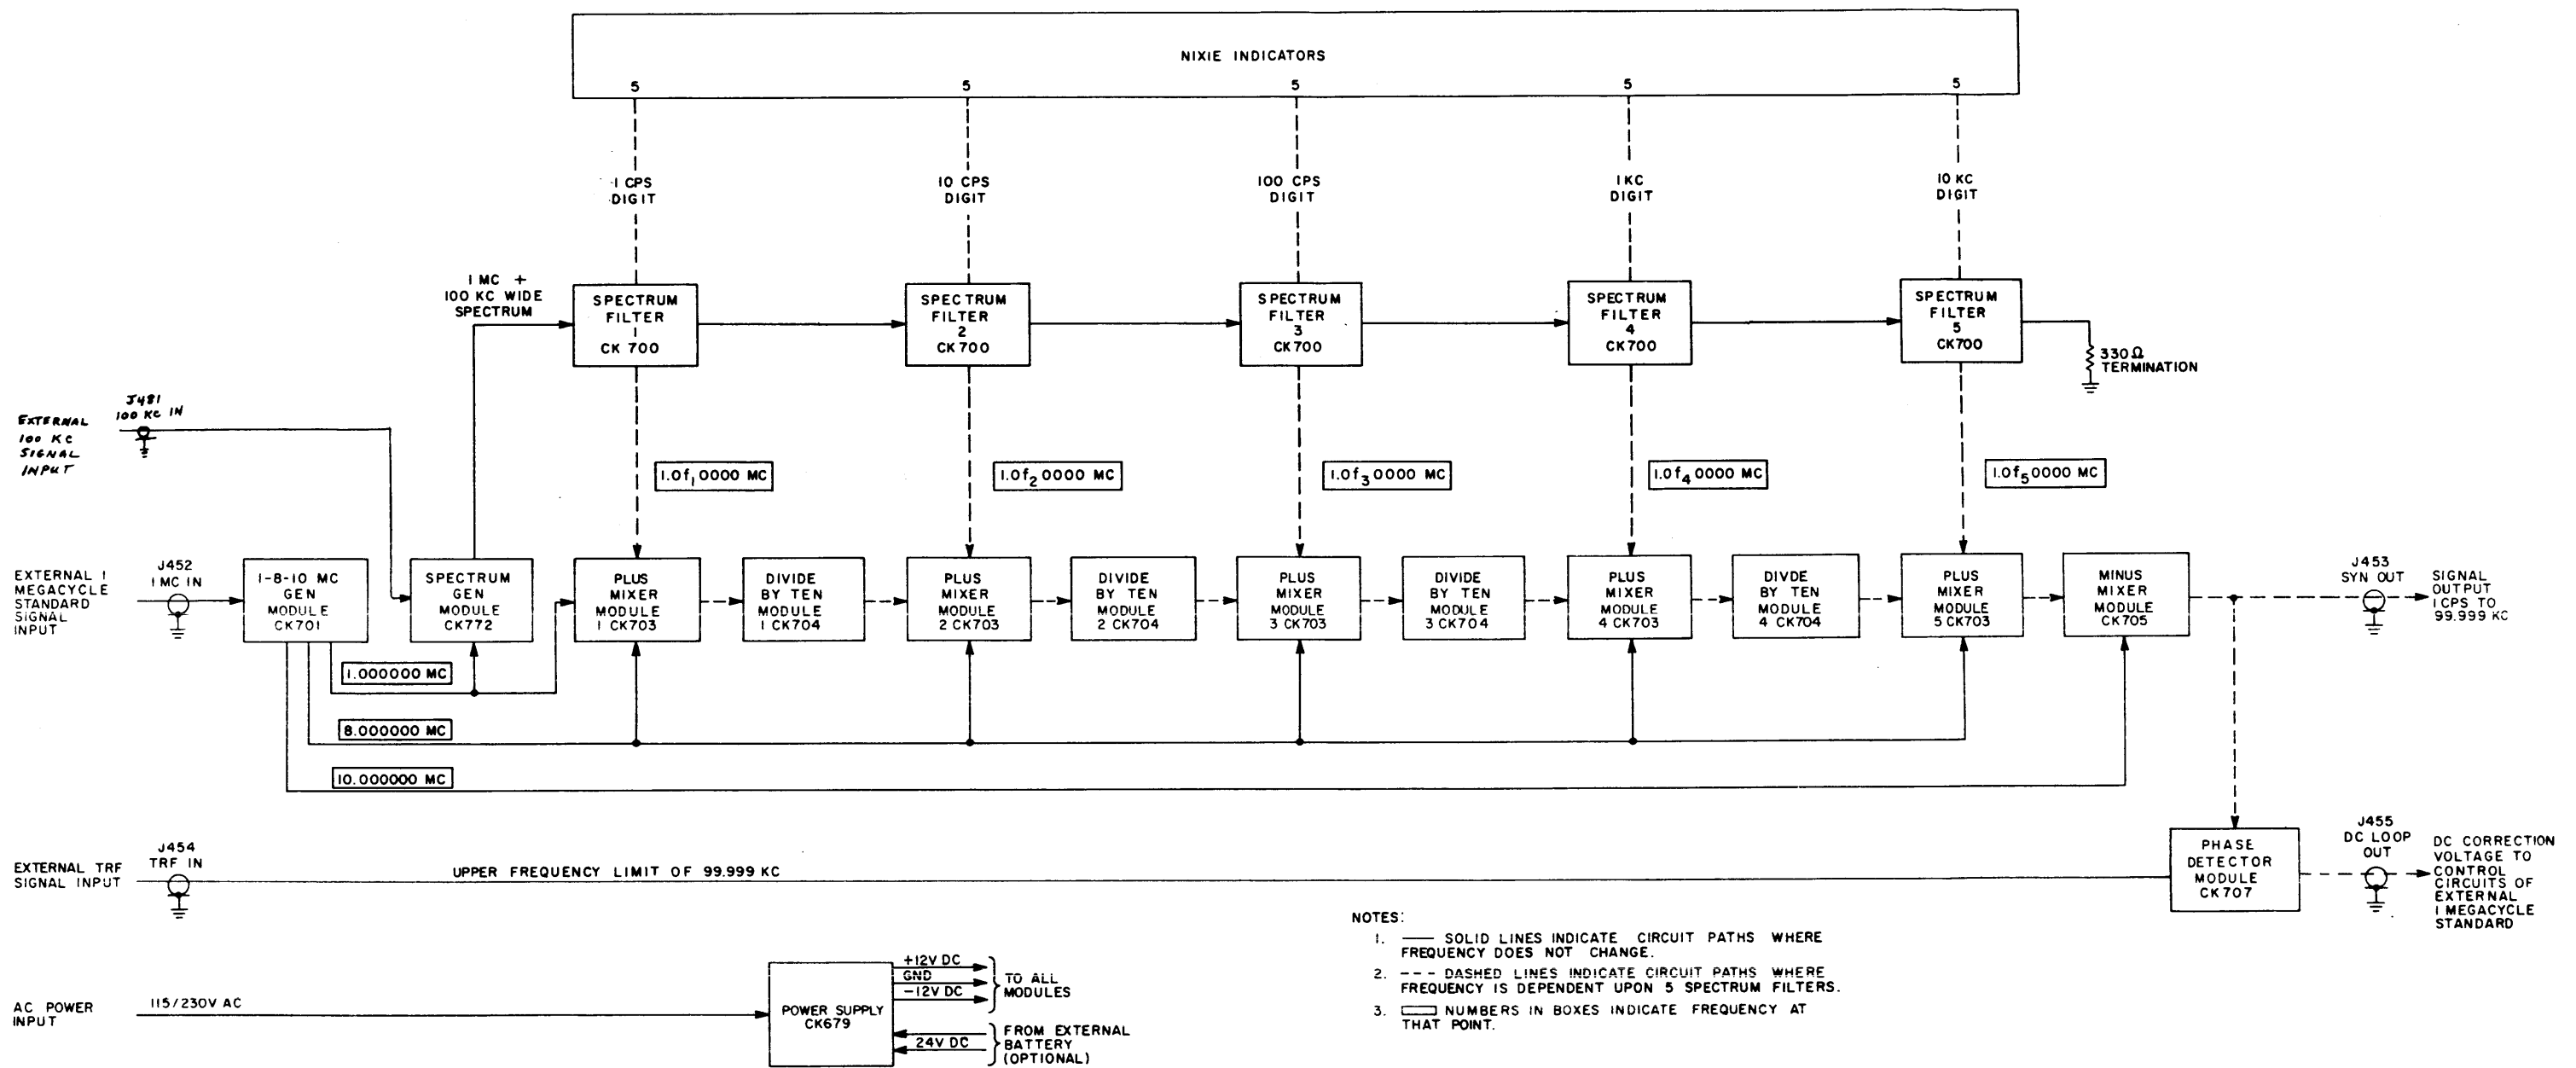 NIXIE INDICATORS
5 5 5 5 5
1 CPS
DIGIT
10 CPS
DIGIT
100 CPS
DIGIT
1 KC
DIGIT
10 KC
DIGIT
1 MC +
100 KC WIDE
SPECTRUM
SPECTRUM
FILTER
1
CK 700
SPECTRUM
FILTER
2
CK700
SPECTRUM
FILTER
3
CK700
SPECTRUM
FILTER
4
CK700
SPECTRUM
FILTER
5
CK700
330Ω
TERMINATION
J481
100 KC IN
EXTERNAL
100 KC
SIGNAL
INPUT
1.0f1 0000 MC
1.0f2 0000 MC
1.0f3 0000 MC
1.0f4 0000 MC
1.0f5 0000 MC
EXTERNAL 1
MEGACYCLE
STANDARD
SIGNAL
INPUT
J452
1 MC IN
1-8-10 MC
GEN
MODULE
CK701
SPECTRUM
GEN
MODULE
CK772
PLUS
MIXER
MODULE
1 CK703
DIVIDE
BY TEN
MODULE
1 CK704
PLUS
MIXER
MODULE
2 CK703
DIVIDE
BY TEN
MODULE
2 CK704
PLUS
MIXER
MODULE
3 CK703
DIVIDE
BY TEN
MODULE
3 CK704
PLUS
MIXER
MODULE
4 CK703
DIVDE
BY TEN
MODULE
4 CK704
PLUS
MIXER
MODULE
5 CK703
MINUS
MIXER
MODULE
CK705
J453
SYN OUT
SIGNAL
OUTPUT
1 CPS TO
99.999 KC
1.000000 MC
8.000000 MC
10.000000 MC
EXTERNAL TRF
SIGNAL INPUT
J454
TRF IN
UPPER FREQUENCY LIMIT OF 99.999 KC
PHASE
DETECTOR
MODULE
CK707
J455
DC LOOP
OUT
DC CORRECTION
VOLTAGE TO
CONTROL
CIRCUITS OF
EXTERNAL
1 MEGACYCLE
STANDARD
AC POWER
INPUT
115/230V AC
POWER SUPPLY
CK679
+12V DC
GND
-12V DC
TO ALL
MODULES
24V DC
FROM EXTERNAL
BATTERY
(OPTIONAL)
NOTES:
1. —— SOLID LINES INDICATE CIRCUIT PATHS WHERE
FREQUENCY DOES NOT CHANGE.
2. --- DASHED LINES INDICATE CIRCUIT PATHS WHERE
FREQUENCY IS DEPENDENT UPON 5 SPECTRUM FILTERS.
3. NUMBERS IN BOXES INDICATE FREQUENCY AT
THAT POINT.